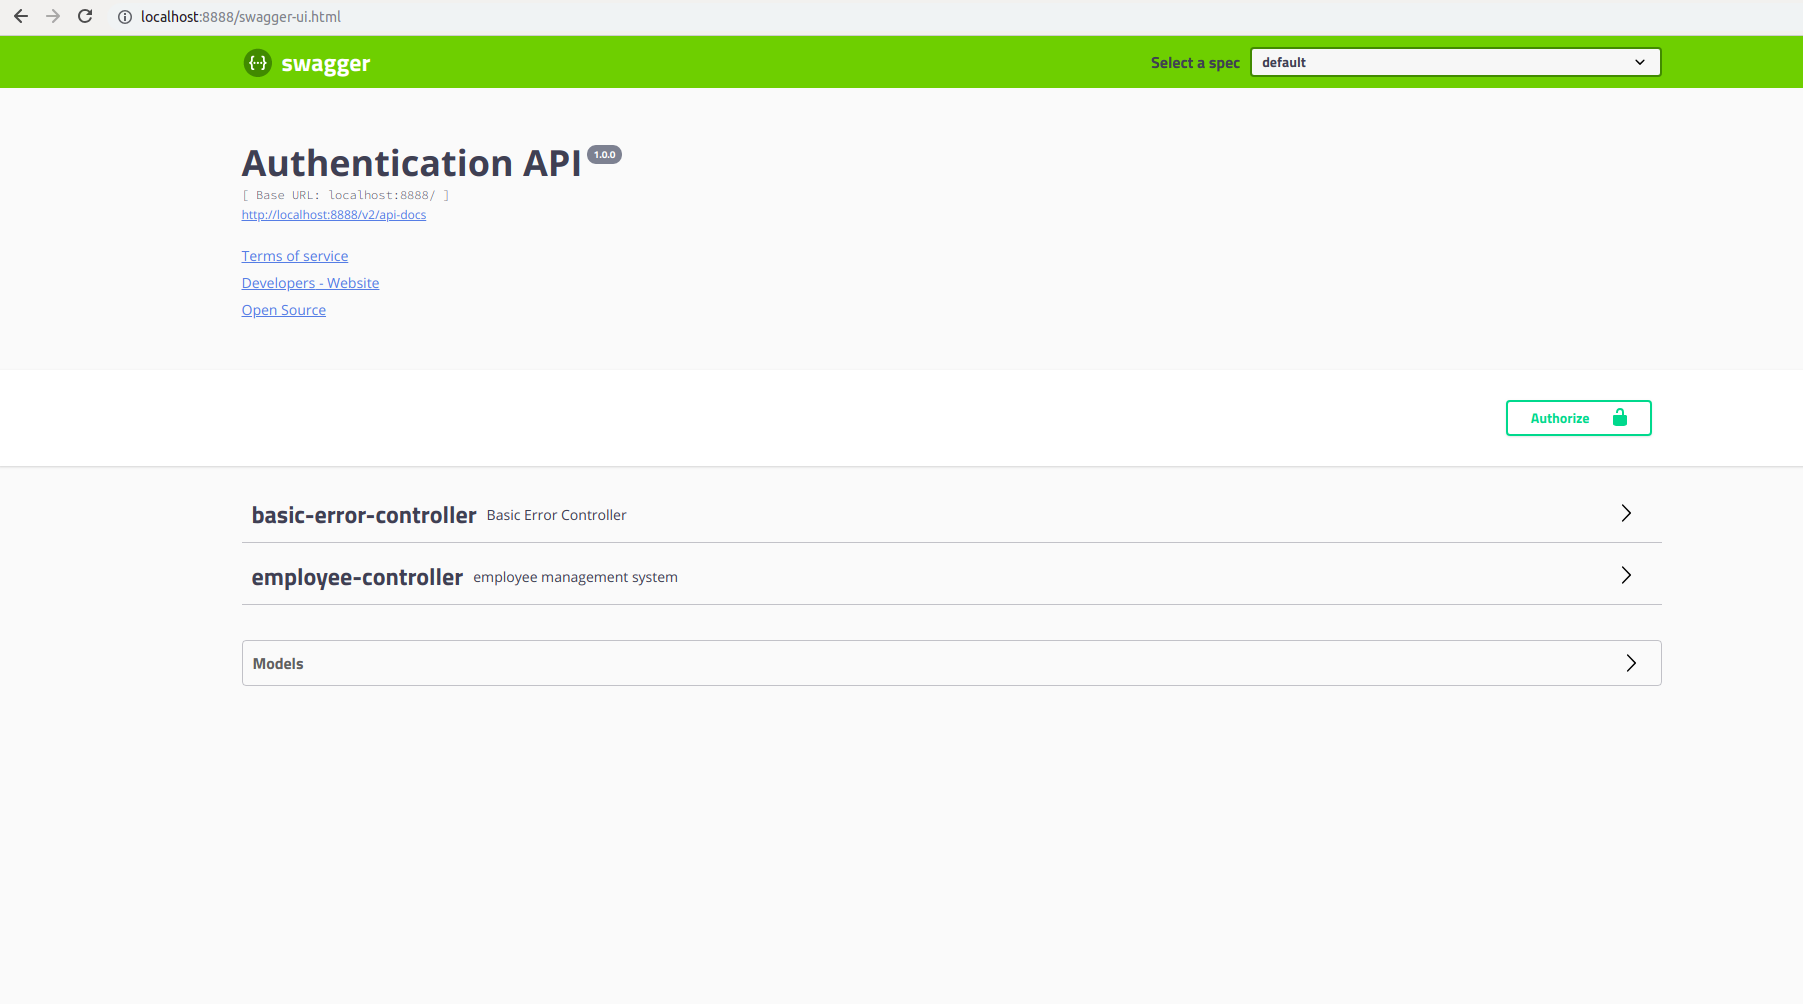 localhost:8888/swagger-ui.html
{···} swagger Select a spec default
Authentication API 1.0.0
[ Base URL: localhost:8888/ ]
http://localhost:8888/v2/api-docs
Terms of service
Developers - Website
Open Source
Authorize
basic-error-controller Basic Error Controller
employee-controller employee management system
Models